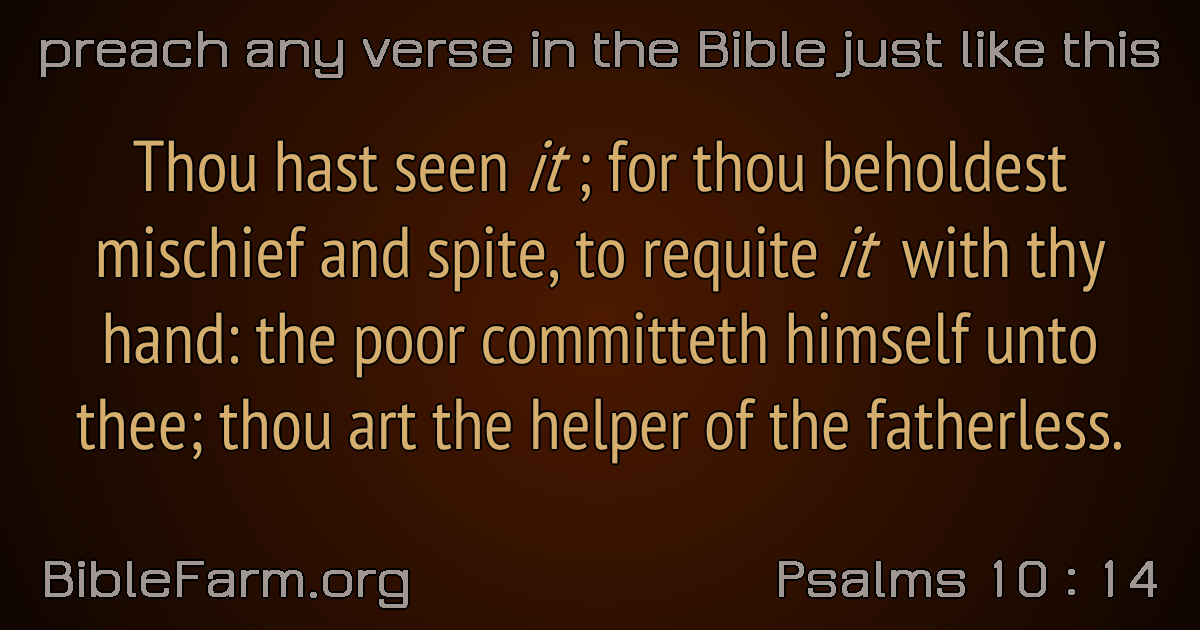 preach any verse in the Bible just like this
Thou hast seen it ; for thou beholdest
mischief and spite, to requite it with thy
hand: the poor committeth himself unto
thee; thou art the helper of the fatherless.
BibleFarm.org
Psalms 10 : 14